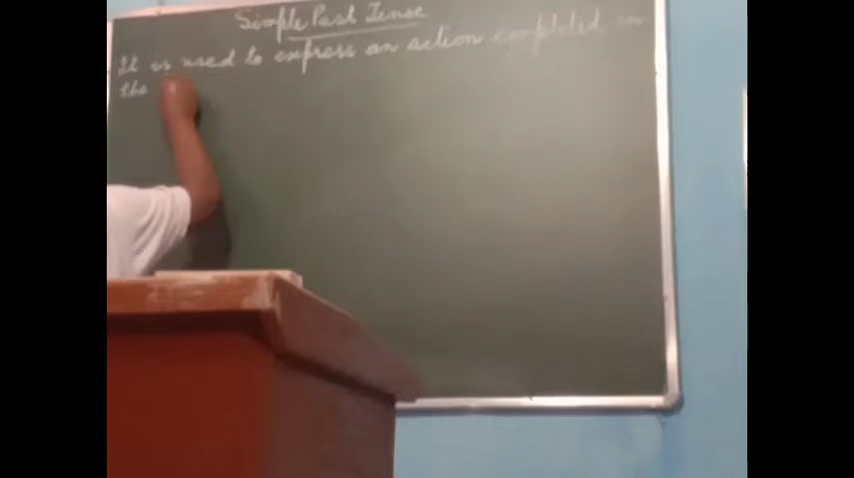 Simple Past Tense
It is used to express an action completed in
the